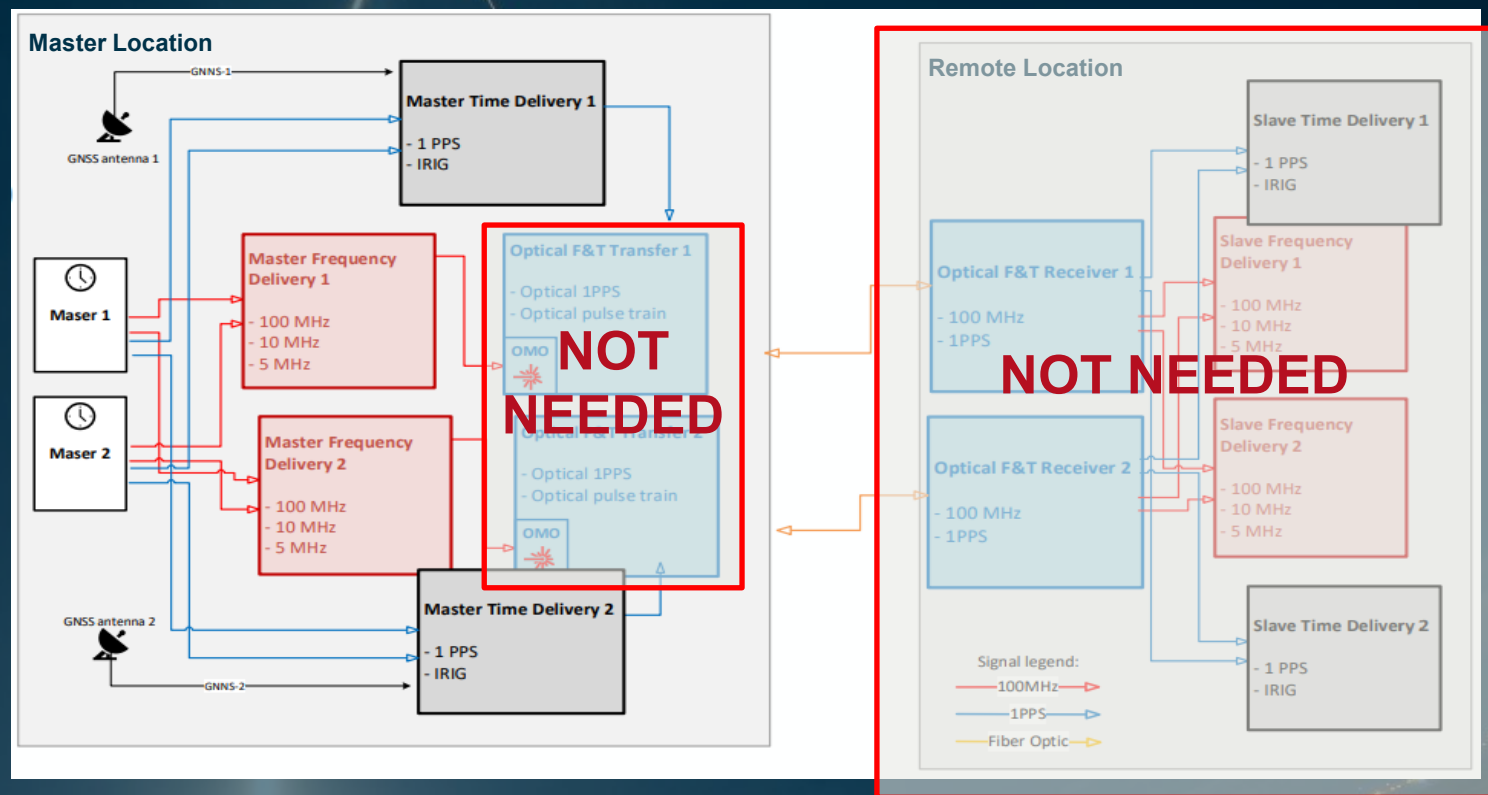 Master Location
GNNS-1
GNSS antenna 1
Master Time Delivery 1
- 1 PPS
- IRIG
Maser 1
Master Frequency
Delivery 1
- 100 MHz
- 10 MHz
- 5 MHz
Optical F&T Transfer 1
- Optical 1PPS
- Optical pulse train
OMO
NOT
NEEDED
Maser 2
Master Frequency
Delivery 2
- 100 MHz
- 10 MHz
- 5 MHz
Optical F&T Transfer 2
- Optical 1PPS
- Optical pulse train
OMO
GNSS antenna 2
GNNS-2
Master Time Delivery 2
- 1 PPS
- IRIG
Remote Location
Slave Time Delivery 1
- 1 PPS
- IRIG
Optical F&T Receiver 1
- 100 MHz
- 1PPS
Slave Frequency
Delivery 1
- 100 MHz
- 10 MHz
- 5 MHz
NOT NEEDED
Optical F&T Receiver 2
- 100 MHz
- 1PPS
Slave Frequency
Delivery 2
- 100 MHz
- 10 MHz
- 5 MHz
Slave Time Delivery 2
- 1 PPS
- IRIG
Signal legend:
100MHz
1PPS
Fiber Optic